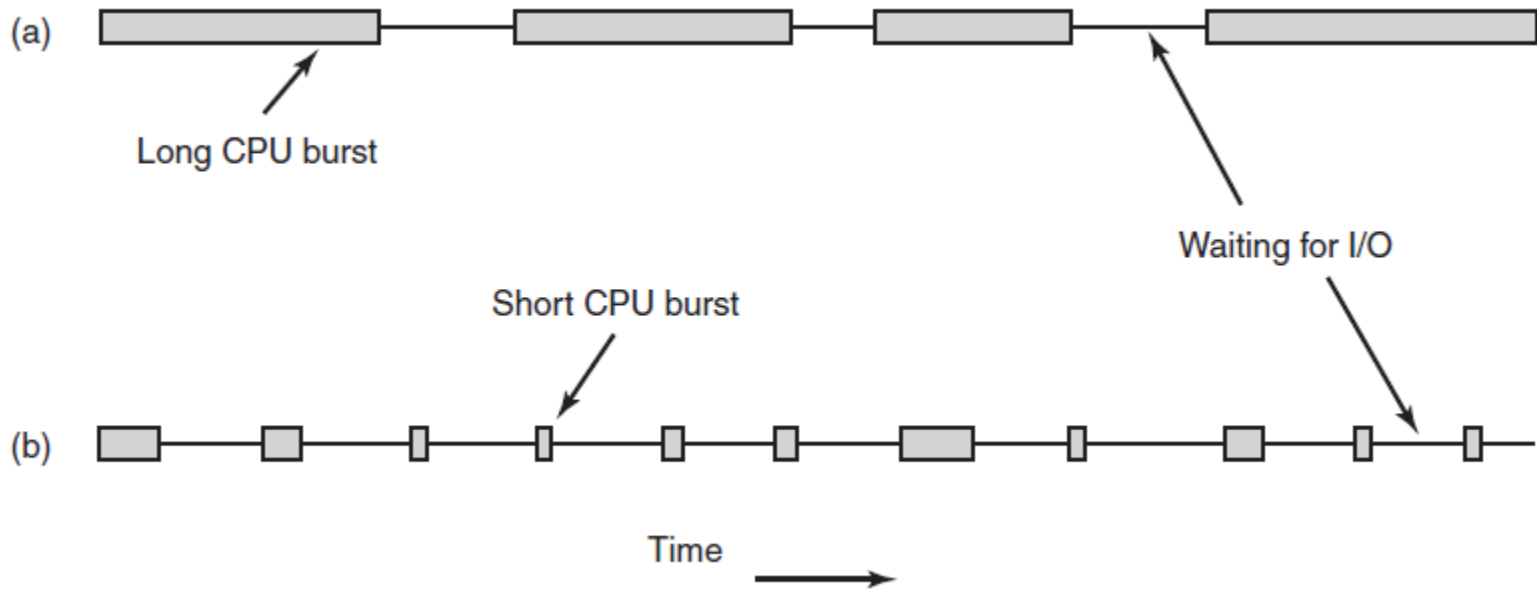 (a)
Long CPU burst
Waiting for I/O
Short CPU burst
(b)
Time